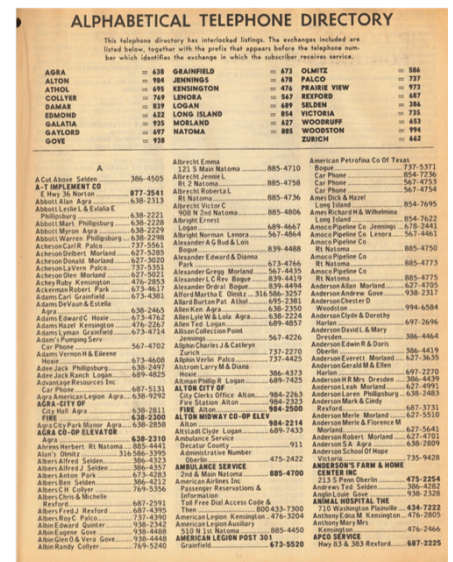 ALPHABETICAL TELEPHONE DIRECTORY
This telephone directory has interlocked listings. The exchanges included are
listed below, together with the prefix that appears before the telephone num-
ber which identifies the exchange in which the subscriber receives service.
AGRA = 638
ALTON = 984
ATHOL = 695
COLLYER = 769
DAMAR = 839
EDMOND = 622
GALATIA = 935
GAYLORD = 697
GOVE = 938
GRAINFIELD = 673
JENNINGS = 678
KENSINGTON = 476
LENORA = 567
LOGAN = 689
LONG ISLAND = 854
MORLAND = 627
NATOMA = 885
OLMITZ = 586
PALCO = 737
PRAIRIE VIEW = 973
REXFORD = 687
SELDEN = 386
VICTORIA = 735
WOODRUFF = 653
WOODSTON = 994
ZURICH = 662
A
A Cut Above Selden 386-4505
A-T IMPLEMENT CO
E Hwy 36 Norton 877-3541
Abbott Alan Agra 638-2313
Abbott Leslie L & Eulalia E
Phillipsburg 638-2221
Abbott Mart Phillipsburg 638-2228
Abbott Myron Agra 638-2229
Abbott Warren Phillipsburg 638-2298
Acheson Carl R Palco 737-5561
Acheson Delbert Morland 627-5285
Acheson Donald Morland 627-3020
Acheson LaVern Palco 737-5351
Acheson Olen Morland 627-5021
Achey Ruby Kensington 476-2853
Ackerman Robert Park 673-4617
Adams Carl Grainfield 673-4381
Adams DeVaun & Estelle
Agra 638-2465
Adams Edward C Hoxie 673-4762
Adams Hazel Kensington 476-2267
Adams Lyman Grainfield 673-4714
Adam's Pumping Serv
Car Phone 567-4702
Adams Vernon H & Eileene
Hoxie 673-4608
Adee Jack Phillipsburg 638-2497
Adee Jack Ranch Logan 689-4825
Advantage Resources Inc
Car Phone 687-5131
Agra American Legion Agra 638-9292
AGRA-CITY OF
City Hall Agra 638-2811
FIRE 638-2300
Agra City Park Manor Agra 638-2858
AGRA CO-OP ELEVATOR
Agra 638-2310
Ahrens Herbert Rt Natoma 885-4441
Alan's Olmitz 316 586-3395
Albers Alfred Selden 386-4323
Albers Alfred J Selden 386-4357
Albers Anton Park 673-4283
Albers Ben Selden 386-4212
Albers C H Collyer 769-5356
Albers Chris & Michelle
Rexford 687-2591
Albers Fred J Rexford 687-4395
Albers Roy C Palco 737-4590
Albin Edward Quinter 938-2342
Albin Eugene Gove 938-4488
Albin Glen O & Vera Gove 938-4448
Albin Randy Collyer 769-5240
Albrecht Emma
121 S Main Natoma 885-4710
Albrecht Jennie L
Rt 2 Natoma 885-4758
Albrecht Roberta L
Rt Natoma 885-4736
Albrecht Victor C
908 N 2nd Natoma 885-4806
Albright Ernest
Logan 689-4667
Albright Norman Lenora 567-4864
Alexander A G Bud & Lois
Bogue 839-4488
Alexander Edward & Dianna
Park 673-4766
Alexander Gregg Morland 567-4435
Alexander L C Rev Bogue 839-4419
Alexander Ordral Bogue 839-4494
Alford Martha E Olmitz 316 586-3257
Allard Burton Pat Athol 695-2381
Allen Ken Agra 638-2350
Allen Lyle W & Lola Agra 638-2224
Allen Ted Logan 689-4857
Allison Collection Point
Jennings 567-4226
Allphin Charles J & Cathryn
Zurich 737-2270
Allphin Verlin Palco 737-4425
Alstrom Larry M & Diana
Hoxie 386-4373
Altman Phillip R Logan 689-7425
ALTON CITY OF
City Clerks Office Alton 984-2263
Fire Station Alton 984-2323
FIRE Alton 984-2500
ALTON MIDWAY CO-OP ELEV
Alton 984-2214
Altstadt Clyde Logan 689-7433
Ambulance Service
Decatur County 911
Administrative Number
Oberlin 475-2422
AMBULANCE SERVICE
2nd & Main Natoma 885-4700
American Airlines Inc
Passenger Reservations &
Information
Toll Free Dial Access Code &
Then 800 433-7300
American Legion Kensington 476-3204
American Legion Auxiliary
510 N 1st Natoma 885-4450
AMERICAN LEGION POST 301
Grainfield 673-5520
American Petrofina Co Of Texas
Bogue 737-5371
Car Phone 854-7236
Car Phone 567-4753
Car Phone 567-4754
Ames Dick & Hazel
Long Island 854-7695
Ames Richard H & Wilhelmina
Long Island 854-7622
Amoco Pipeline Co Jennings 678-2441
Amoco Pipeline Co Lenora 567-4461
Amoco Pipeline Co
Rt Natoma 885-4750
Amoco Pipeline Co
Rt Natoma 885-4773
Amoco Pipeline Co
Rt Natoma 885-4775
Anderson Allan Morland 627-4705
Anderson Andrew Gove 938-2317
Anderson Chester D
Woodston 994-6584
Anderson Clyde & Dorothy
Harlan 697-2696
Anderson David L & Mary
Dresden 386-4464
Anderson Edwin R & Doris
Oberlin 386-4419
Anderson Everett Morland 627-3635
Anderson Gerald M & Ellen
Harlan 697-2270
Anderson H R Mrs Dresden 386-4439
Anderson Leah Morland 627-4991
Anderson Loren Phillipsburg 638-2483
Anderson Mark & Cindy
Rexford 687-3731
Anderson Merle Morland 627-5510
Anderson Merle & Florence M
Morland 627-5641
Anderson Robert Morland 627-4701
Anderson S A Agra 638-2809
Anderson School Of Hope
Victoria 735-9428
ANDERSON'S FARM & HOME
CENTER INC
213 S Penn Oberlin 475-2254
Andrews Ted Selden 386-4282
Anglin Louie Gove 938-2328
ANIMAL HOSPITAL THE
710 Washington Plainville 434-7222
Anthony Edna M Kensington 476-2805
Anthony Mary Mrs
Kensington 476-2466
APCO SERVICE
Hwy 83 & 383 Rexford 687-2225